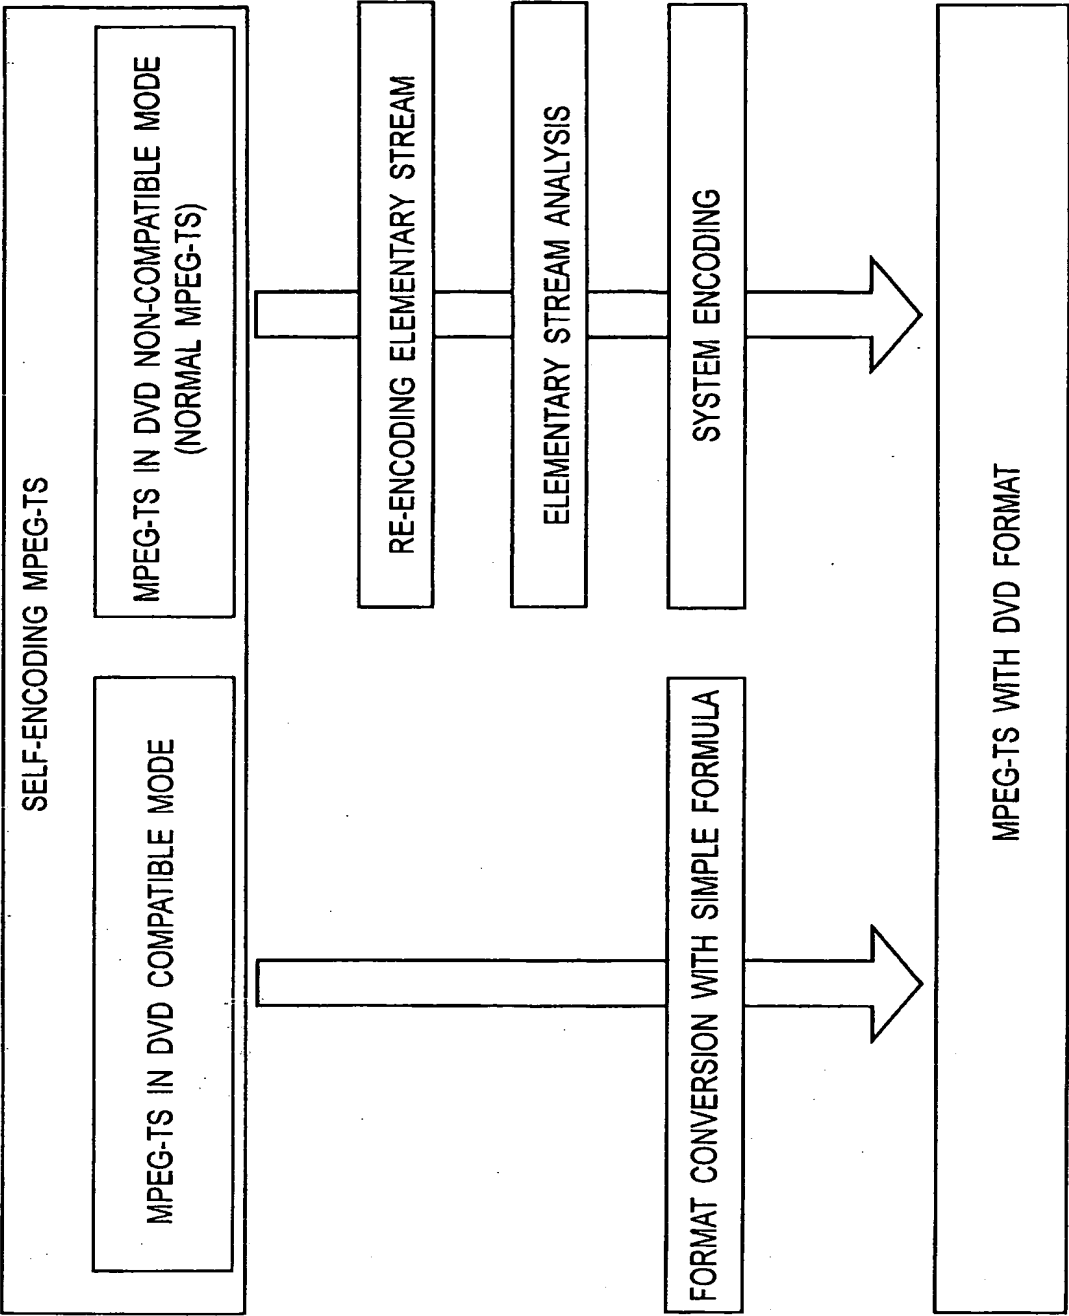 SELF-ENCODING MPEG-TS
MPEG-TS IN DVD COMPATIBLE MODE
MPEG-TS IN DVD NON-COMPATIBLE MODE
(NORMAL MPEG-TS)
RE-ENCODING ELEMENTARY STREAM
ELEMENTARY STREAM ANALYSIS
FORMAT CONVERSION WITH SIMPLE FORMULA
SYSTEM ENCODING
MPEG-TS WITH DVD FORMAT